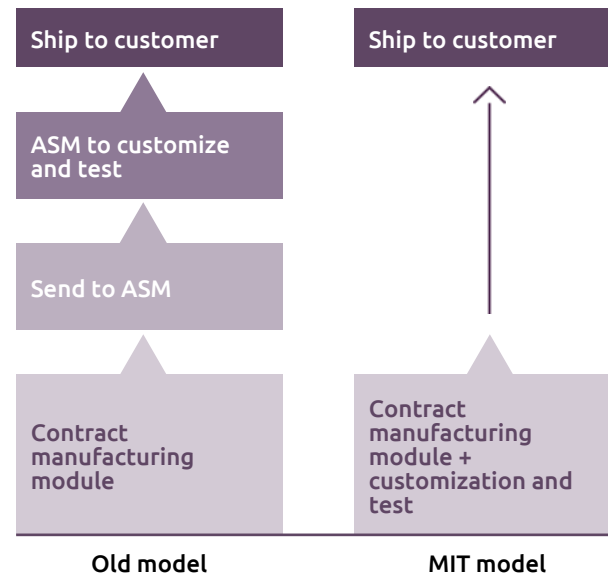 Ship to customer
ASM to customize
and test
Send to ASM
Contract
manufacturing
module
Old model
Ship to customer
Contract
manufacturing
module +
customization and
test
MIT model